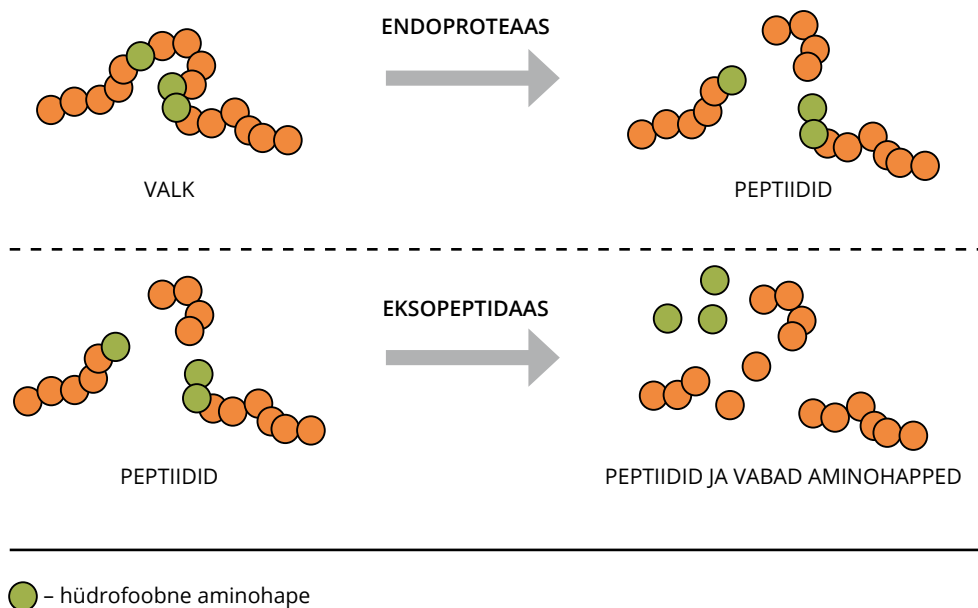 ENDOPROTEAAS
VALK
PEPTIIDID
EKSOPEPTIDAAS
PEPTIIDID
PEPTIIDID JA VABAD AMINOHAPPED
– hüdrofoobne aminohape